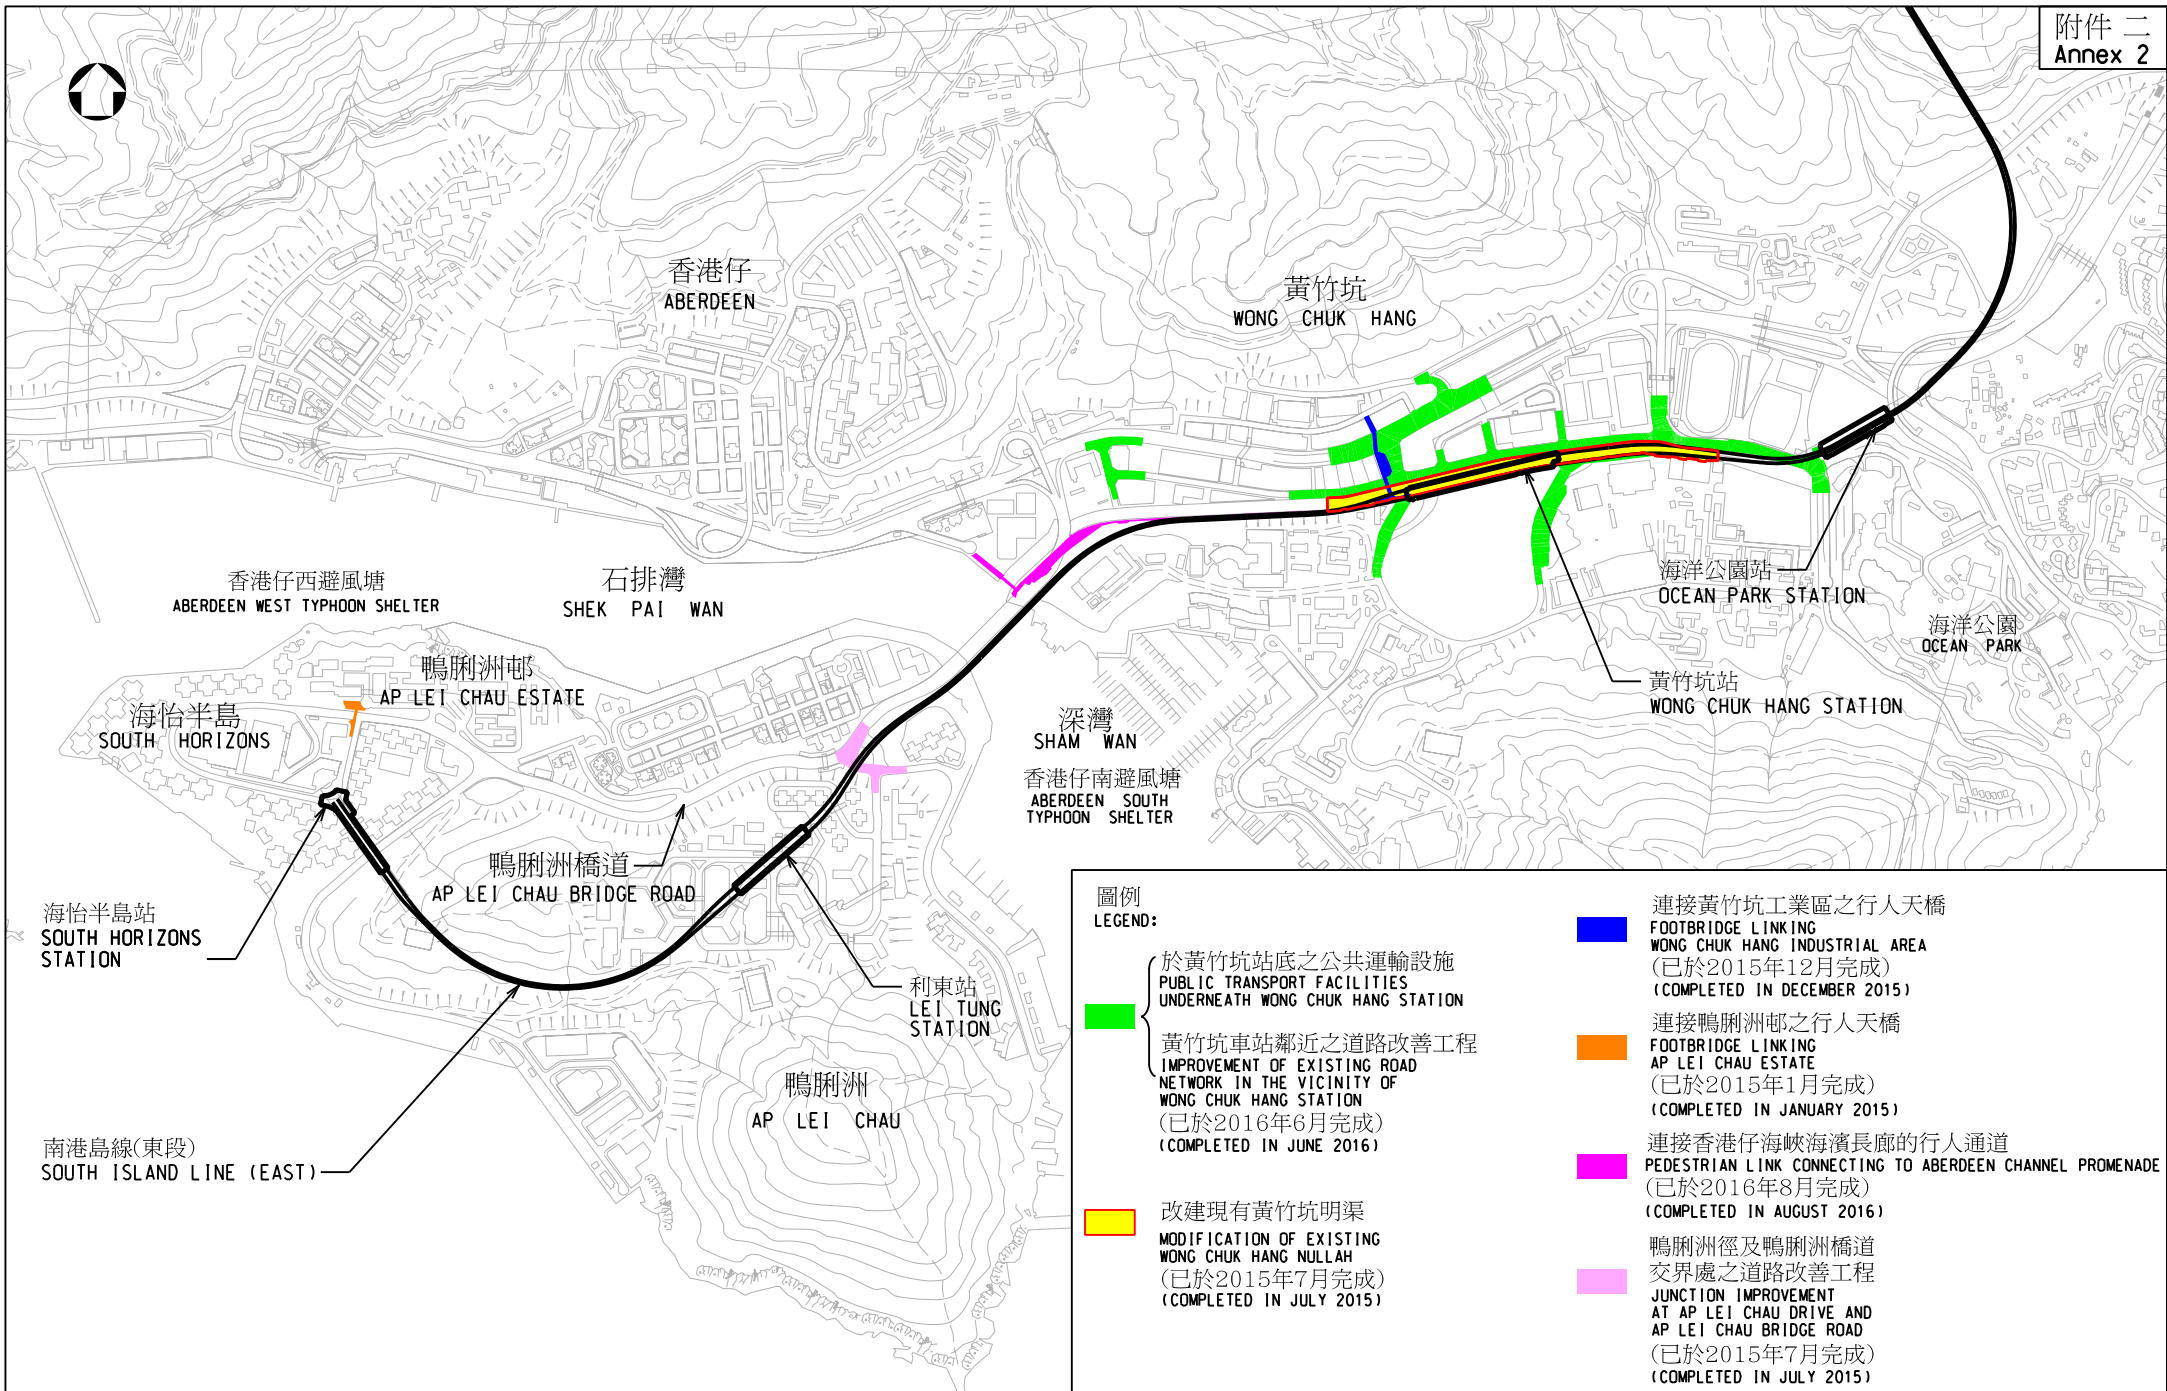 附件 二
Annex 2
香港仔
ABERDEEN
黃竹坑
WONG CHUK HANG
香港仔西避風塘
ABERDEEN WEST TYPHOON SHELTER
石排灣
SHEK PAI WAN
海洋公園站
OCEAN PARK STATION
海洋公園
OCEAN PARK
鴨脷洲邨
AP LEI CHAU ESTATE
海怡半島
SOUTH HORIZONS
黃竹坑站
WONG CHUK HANG STATION
深灣
SHAM WAN
香港仔南避風塘
ABERDEEN SOUTH
TYPHOON SHELTER
鴨脷洲橋道
AP LEI CHAU BRIDGE ROAD
海怡半島站
SOUTH HORIZONS
STATION
利東站
LEI TUNG
STATION
鴨脷洲
AP LEI CHAU
南港島線(東段)
SOUTH ISLAND LINE (EAST)
圖例
LEGEND:
於黃竹坑站底之公共運輸設施
PUBLIC TRANSPORT FACILITIES
UNDERNEATH WONG CHUK HANG STATION
黃竹坑車站鄰近之道路改善工程
IMPROVEMENT OF EXISTING ROAD
NETWORK IN THE VICINITY OF
WONG CHUK HANG STATION
(已於2016年6月完成)
(COMPLETED IN JUNE 2016)
改建現有黃竹坑明渠
MODIFICATION OF EXISTING
WONG CHUK HANG NULLAH
(已於2015年7月完成)
(COMPLETED IN JULY 2015)
連接黃竹坑工業區之行人天橋
FOOTBRIDGE LINKING
WONG CHUK HANG INDUSTRIAL AREA
(已於2015年12月完成)
(COMPLETED IN DECEMBER 2015)
連接鴨脷洲邨之行人天橋
FOOTBRIDGE LINKING
AP LEI CHAU ESTATE
(已於2015年1月完成)
(COMPLETED IN JANUARY 2015)
連接香港仔海峽海濱長廊的行人通道
PEDESTRIAN LINK CONNECTING TO ABERDEEN CHANNEL PROMENADE
(已於2016年8月完成)
(COMPLETED IN AUGUST 2016)
鴨脷洲徑及鴨脷洲橋道
交界處之道路改善工程
JUNCTION IMPROVEMENT
AT AP LEI CHAU DRIVE AND
AP LEI CHAU BRIDGE ROAD
(已於2015年7月完成)
(COMPLETED IN JULY 2015)